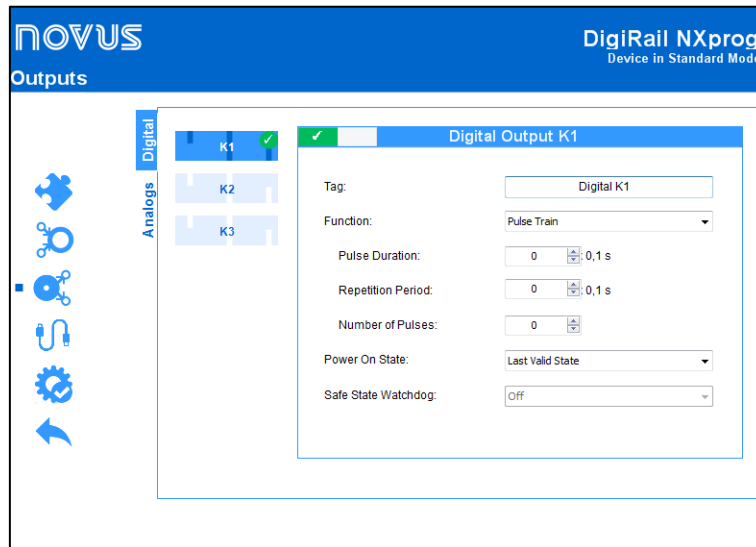 novus
DigiRail NXprog
Device in Standard Mode
Outputs
Digital
Analogs
K1
K2
K3
Digital Output K1
Tag: Digital K1
Function: Pulse Train
Pulse Duration: 0 : 0,1 s
Repetition Period: 0 : 0,1 s
Number of Pulses: 0
Power On State: Last Valid State
Safe State Watchdog: Off